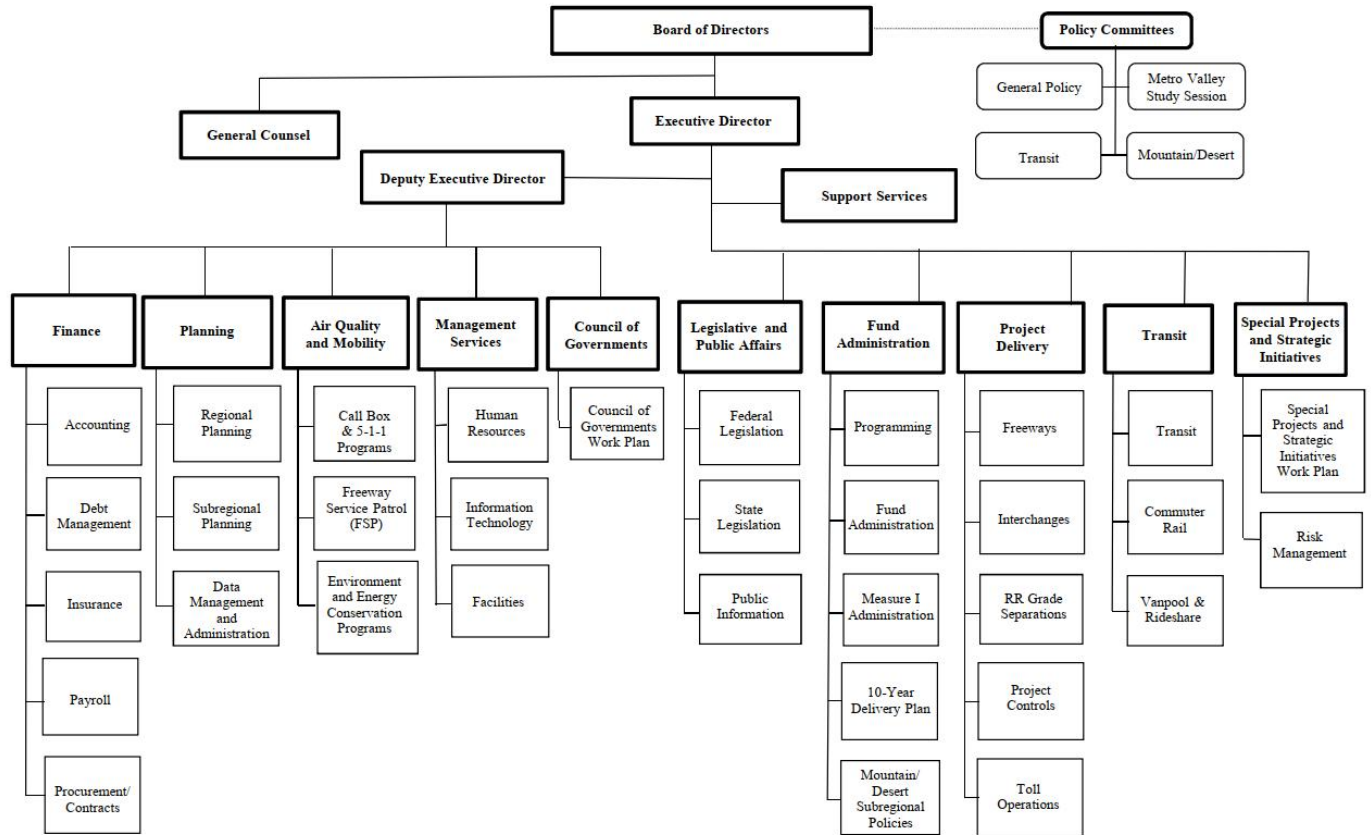 Board of Directors
Policy Committees
General Policy
Metro Valley
Study Session
Transit
Mountain/Desert
General Counsel
Executive Director
Deputy Executive Director
Support Services
Finance
Accounting
Debt
Management
Insurance
Payroll
Procurement/
Contracts
Planning
Regional
Planning
Subregional
Planning
Data
Management
and
Administration
Air Quality
and Mobility
Call Box
& 5-1-1
Programs
Freeway
Service Patrol
(FSP)
Environment
and Energy
Conservation
Programs
Management
Services
Human
Resources
Information
Technology
Facilities
Council of
Governments
Council of
Governments
Work Plan
Legislative and
Public Affairs
Federal
Legislation
State
Legislation
Public
Information
Fund
Administration
Programming
Fund
Administration
Measure I
Administration
10-Year
Delivery Plan
Mountain/
Desert
Subregional
Policies
Project
Delivery
Freeways
Interchanges
RR Grade
Separations
Project
Controls
Toll
Operations
Transit
Transit
Commuter
Rail
Vanpool &
Rideshare
Special Projects
and Strategic
Initiatives
Special
Projects and
Strategic
Initiatives
Work Plan
Risk
Management